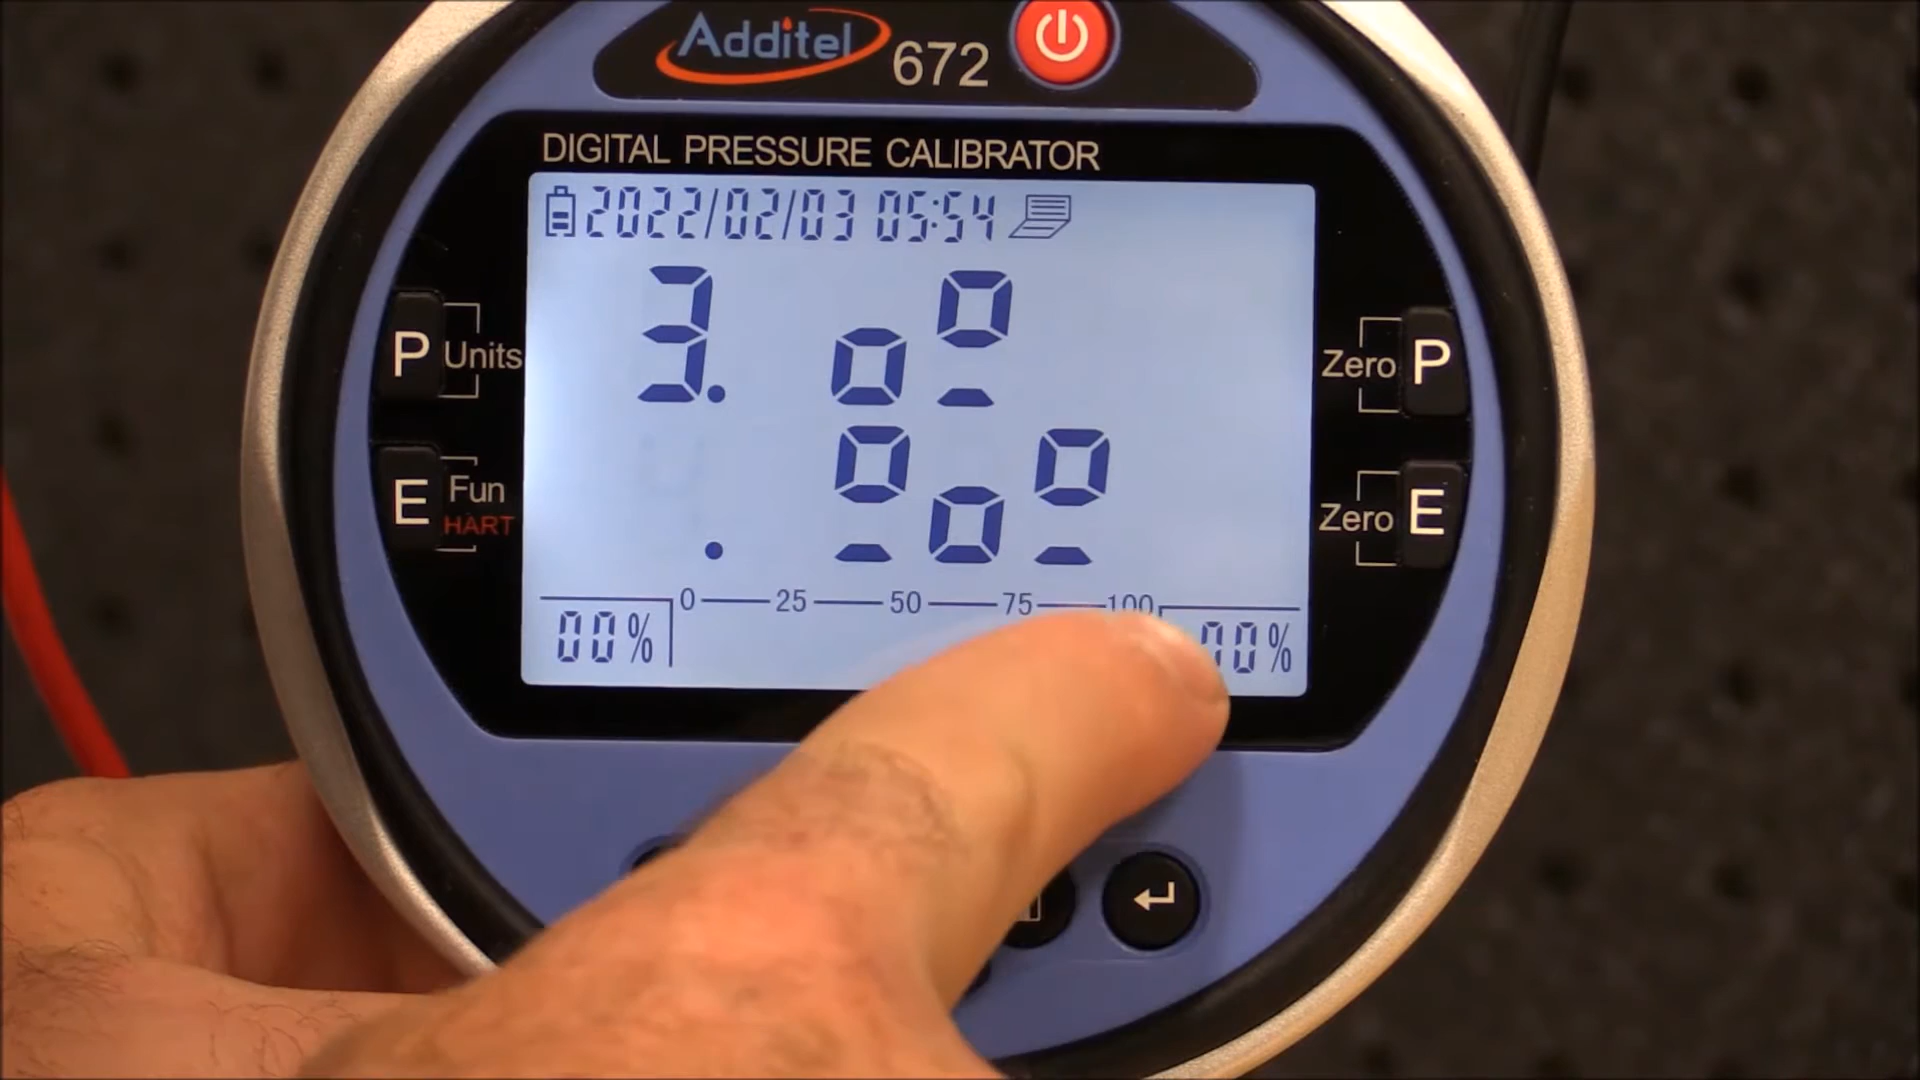 Additel 672
DIGITAL PRESSURE CALIBRATOR
2022/02/03 05:54
P Units
3.
Zero P
E Fun
HART
.
Zero E
0 25 50 75 100
00% 00%